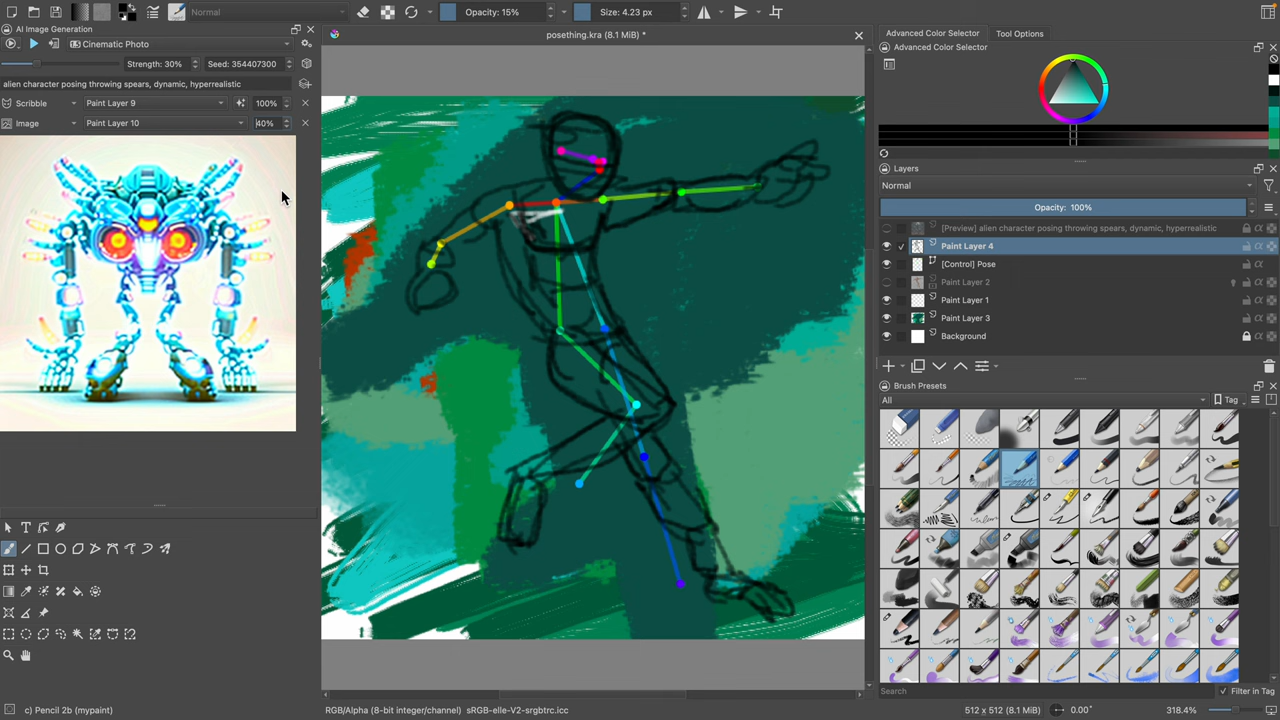 Normal
Opacity: 15%
Size: 4.23 px
AI Image Generation
posething.kra (8.1 MiB) *
Advanced Color Selector
Tool Options
Advanced Color Selector
Cinematic Photo
Strength: 30%
Seed: 354407300
alien character posing throwing spears, dynamic, hyperrealistic
Scribble
Paint Layer 9
100%
Image
Paint Layer 10
40%
Layers
Normal
Opacity: 100%
[Preview] alien character posing throwing spears, dynamic, hyperrealistic
Paint Layer 4
[Control] Pose
Paint Layer 2
Paint Layer 1
Paint Layer 3
Background
Brush Presets
All
Tag
Search
Filter in Tag
c) Pencil 2b (mypaint)
RGB/Alpha (8-bit integer/channel) sRGB-elle-V2-srgbtrc.icc
512 x 512 (8.1 MiB)
0.00°
318.4%